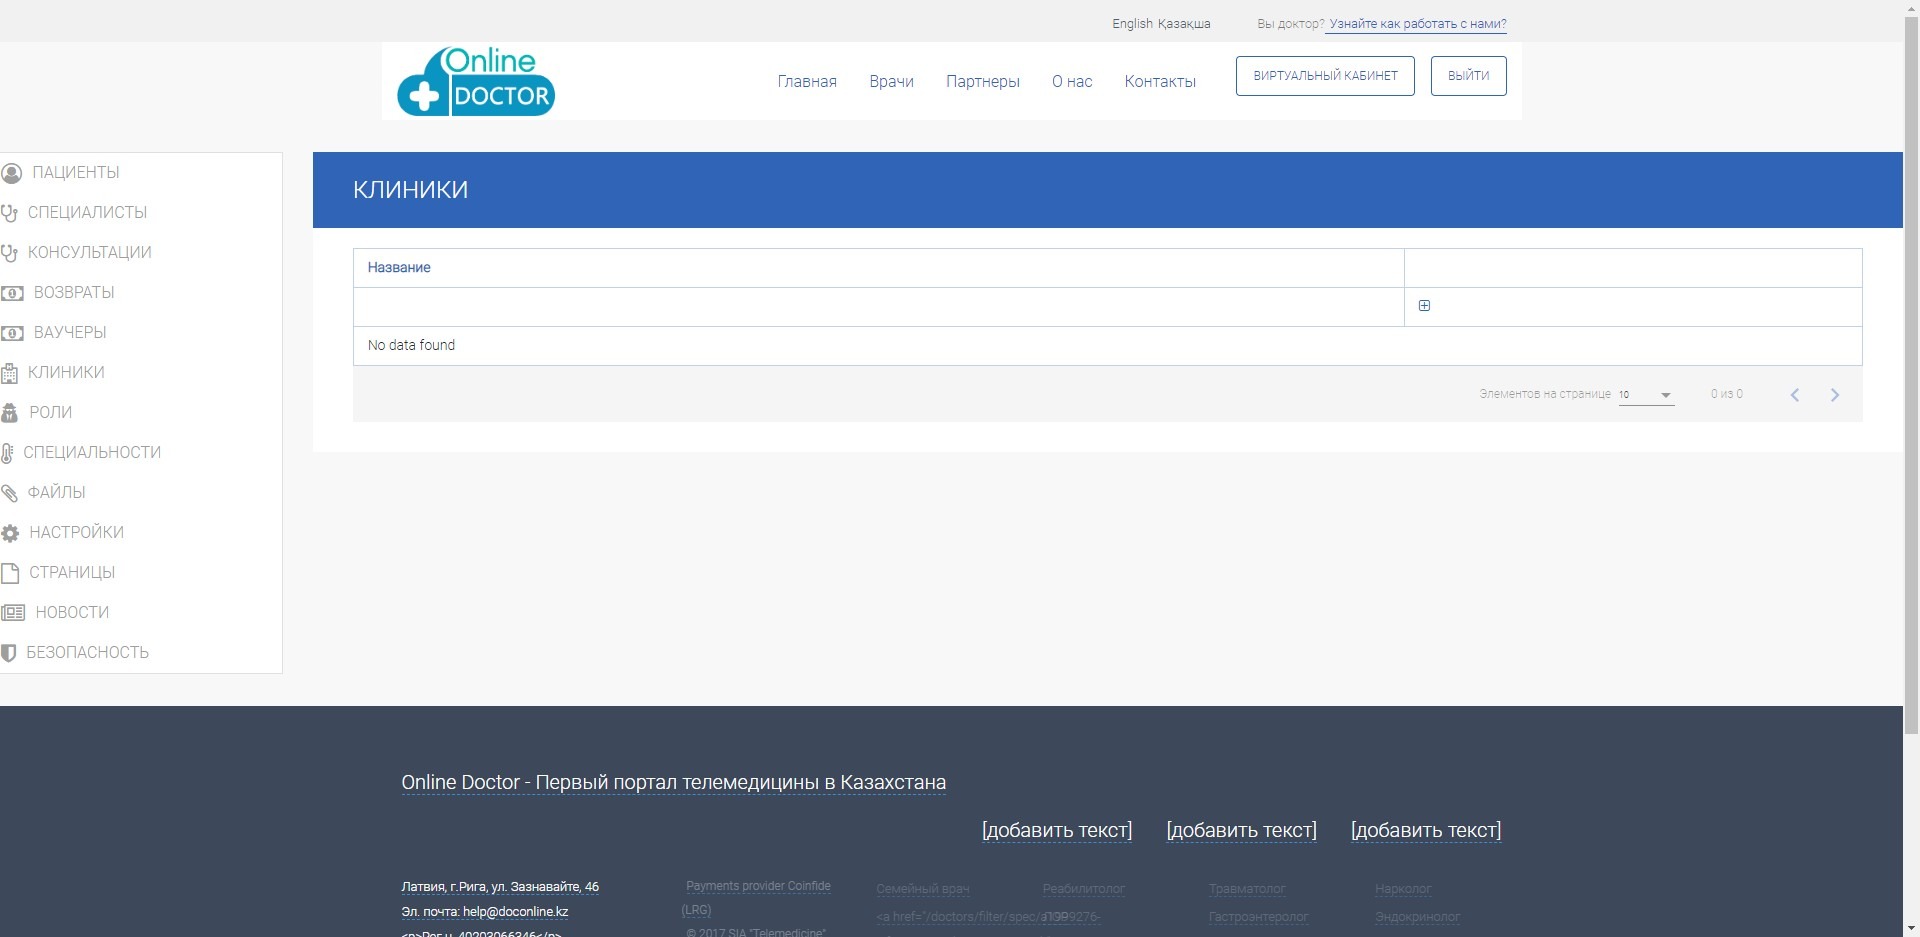 English Қазақша Вы доктор? Узнайте как работать с нами?
Online
DOCTOR
Главная Врачи Партнеры О нас Контакты ВИРТУАЛЬНЫЙ КАБИНЕТ ВЫЙТИ
ПАЦИЕНТЫ
СПЕЦИАЛИСТЫ
КОНСУЛЬТАЦИИ
ВОЗВРАТЫ
ВАУЧЕРЫ
КЛИНИКИ
РОЛИ
СПЕЦИАЛЬНОСТИ
ФАЙЛЫ
НАСТРОЙКИ
СТРАНИЦЫ
НОВОСТИ
БЕЗОПАСНОСТЬ
КЛИНИКИ
Название
No data found
Элементов на странице 10 0 из 0
Online Doctor - Первый портал телемедицины в Казахстана
[добавить текст] [добавить текст] [добавить текст]
Латвия, г.Рига, ул. Зазнавайте, 46
Эл. почта: help@doconline.kz
<p>Рег.н. 40203066346</p>
Payments provider Coinfide
(LRG)
© 2017 SIA "Telemedicine"
Семейный врач Реабилитолог Травматолог Нарколог
<a href="/doctors/filter/spec/a1999276- Гастроэнтеролог Эндокринолог